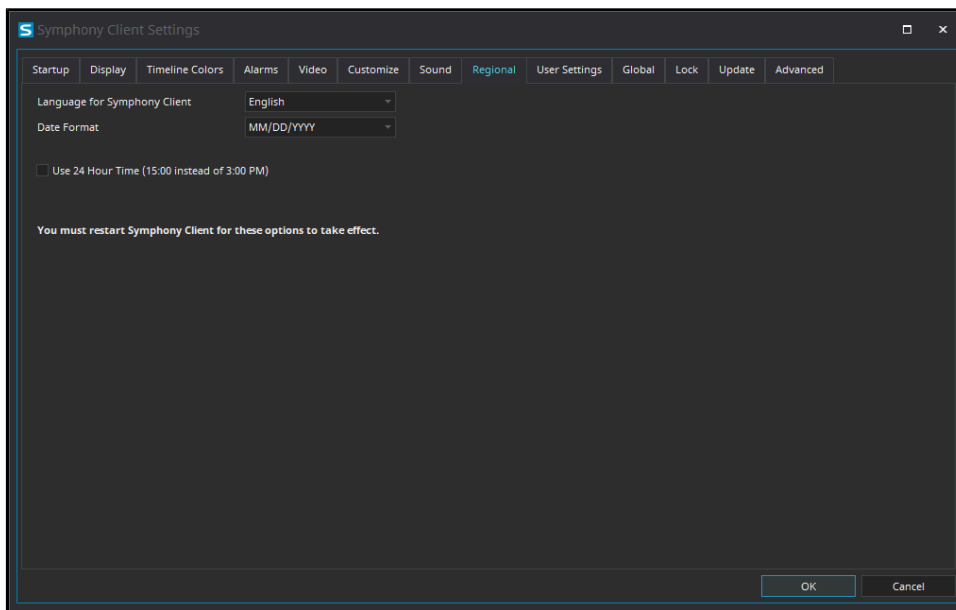 S Symphony Client Settings
Startup Display Timeline Colors Alarms Video Customize Sound Regional User Settings Global Lock Update Advanced
Language for Symphony Client English
Date Format MM/DD/YYYY
Use 24 Hour Time (15:00 instead of 3:00 PM)
You must restart Symphony Client for these options to take effect.
OK Cancel